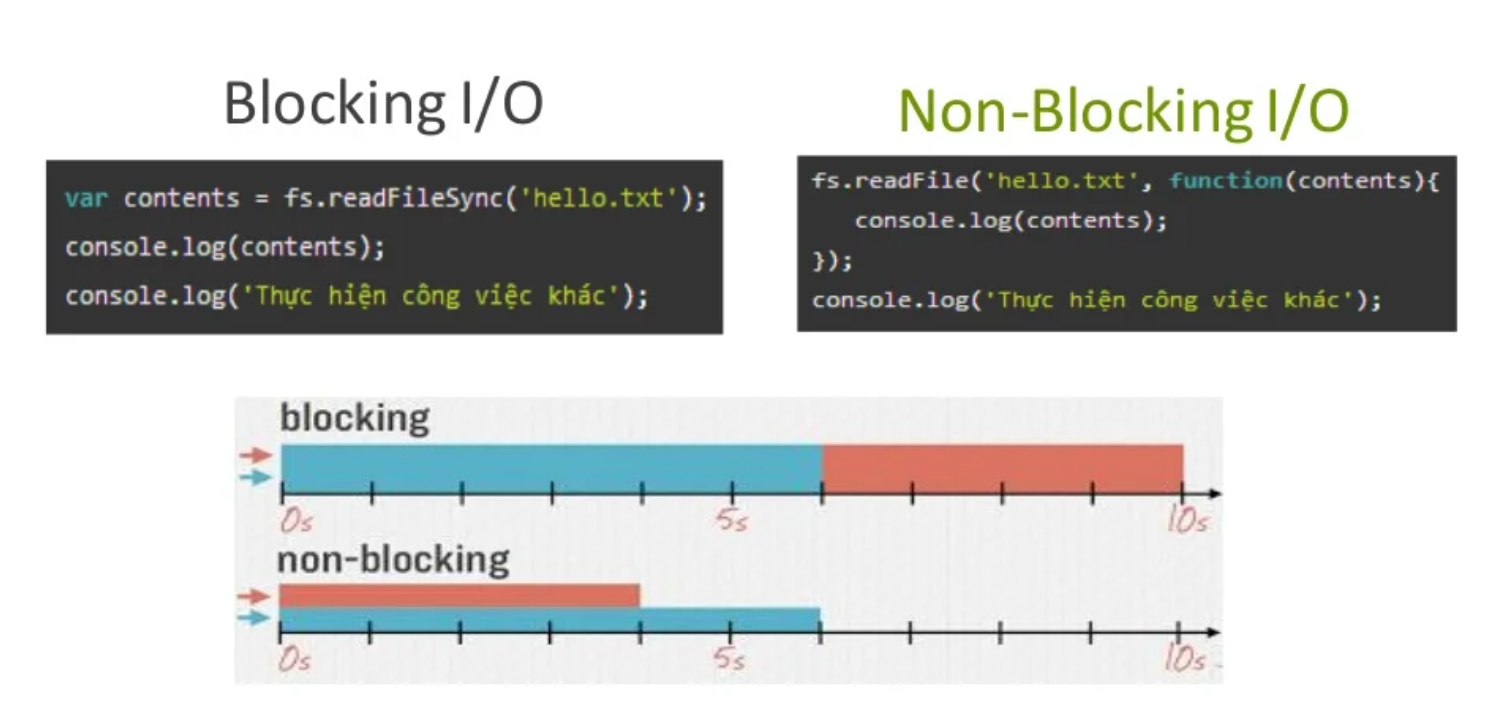 Blocking I/O
var contents = fs.readFileSync('hello.txt');
console.log(contents);
console.log('Thực hiện công việc khác');
Non-Blocking I/O
fs.readFile('hello.txt', function(contents){
console.log(contents);
});
console.log('Thực hiện công việc khác');
blocking
0s 5s 10s
non-blocking
0s 5s 10s